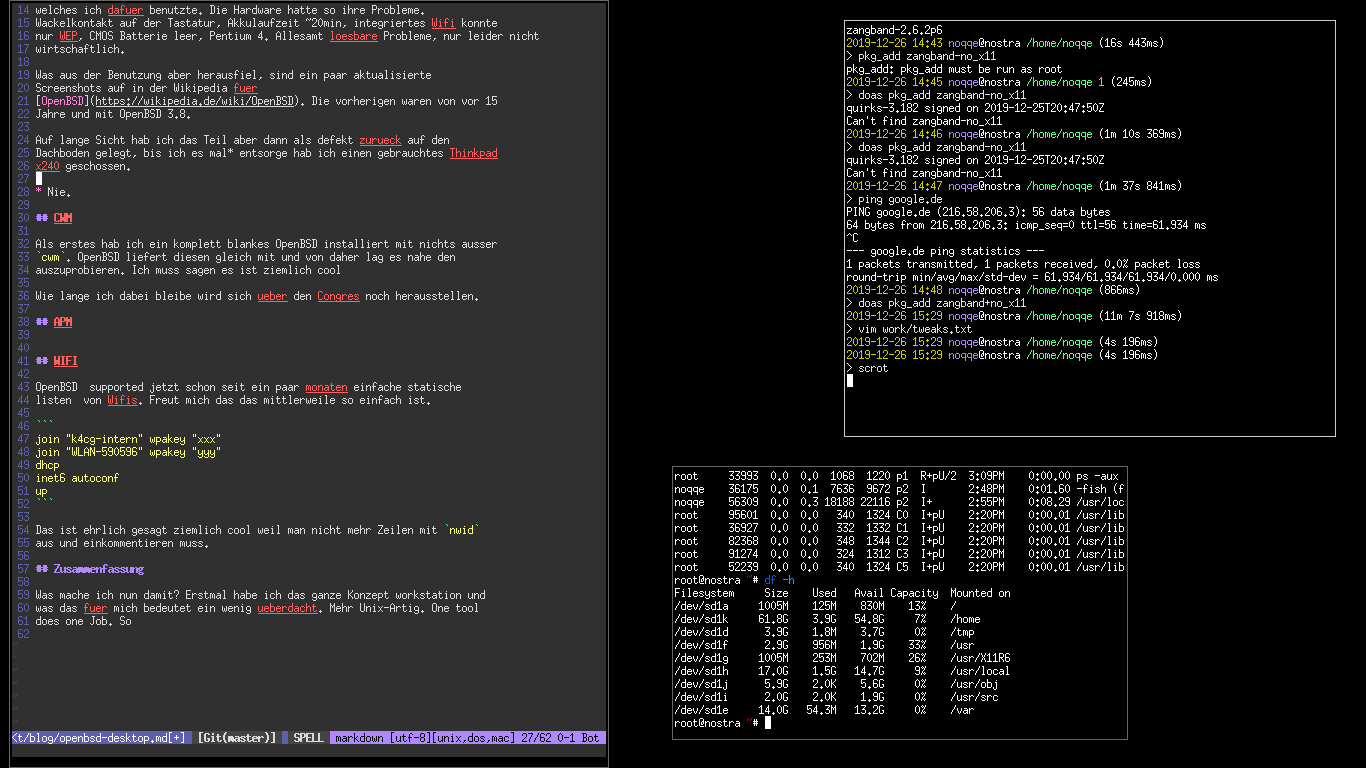 14 welches ich dafuer benutzte. Die Hardware hatte so ihre Probleme.
15 Wackelkontakt auf der Tastatur, Akkulaufzeit ~20min, integriertes Wifi konnte
16 nur WEP, CMOS Batterie leer, Pentium 4. Allesamt loesbare Probleme, nur leider nicht
17 wirtschaftlich.
18
19 Was aus der Benutzung aber herausfiel, sind ein paar aktualisierte
20 Screenshots auf in der Wikipedia fuer
21 [OpenBSD](https://wikipedia.de/wiki/OpenBSD). Die vorherigen waren von vor 15
22 Jahre und mit OpenBSD 3.8.
23
24 Auf lange Sicht hab ich das Teil aber dann als defekt zurueck auf den
25 Dachboden gelegt, bis ich es mal* entsorge hab ich einen gebrauchtes Thinkpad
26 x240 geschossen.
27
28 * Nie.
29
30 ## CWM
31
32 Als erstes hab ich ein komplett blankes OpenBSD installiert mit nichts ausser
33 `cwm`. OpenBSD liefert diesen gleich mit und von daher lag es nahe den
34 auszuprobieren. Ich muss sagen es ist ziemlich cool
35
36 Wie lange ich dabei bleibe wird sich ueber den Congres noch herausstellen.
37
38 ## APM
39
40
41 ## WIFI
42
43 OpenBSD  supported jetzt schon seit ein paar monaten einfache statische
44 listen  von Wifis. Freut mich das das mittlerweile so einfach ist.
45
46 ```
47 join "k4cg-intern" wpakey "xxx"
48 join "WLAN-590596" wpakey "yyy"
49 dhcp
50 inet6 autoconf
51 up
52 ```
53
54 Das ist ehrlich gesagt ziemlich cool weil man nicht mehr Zeilen mit `nwid`
55 aus und einkommentieren muss.
56
57 ## Zusammenfassung
58
59 Was mache ich nun damit? Erstmal habe ich das ganze Konzept workstation und
60 was das fuer mich bedeutet ein wenig ueberdacht. Mehr Unix-Artig. One tool
61 does one Job. So
62
~
~
~
~
~
~
~
<t/blog/openbsd-desktop.md[+] [Git(master)] SPELL markdown [utf-8][unix,dos,mac] 27/62 0-1 Bot
zangband-2.6.2p6
2019-12-26 14:43 noqqe@nostra /home/noqqe (16s 443ms)
> pkg_add zangband-no_x11
pkg_add: pkg_add must be run as root
2019-12-26 14:45 noqqe@nostra /home/noqqe 1 (245ms)
> doas pkg_add zangband-no_x11
quirks-3.182 signed on 2019-12-25T20:47:50Z
Can't find zangband-no_x11
2019-12-26 14:46 noqqe@nostra /home/noqqe (1m 10s 369ms)
> doas pkg_add zangband-no_x11
quirks-3.182 signed on 2019-12-25T20:47:50Z
Can't find zangband-no_x11
2019-12-26 14:47 noqqe@nostra /home/noqqe (1m 37s 841ms)
> ping google.de
PING google.de (216.58.206.3): 56 data bytes
64 bytes from 216.58.206.3: icmp_seq=0 ttl=56 time=61.934 ms
^C
--- google.de ping statistics ---
1 packets transmitted, 1 packets received, 0.0% packet loss
round-trip min/avg/max/std-dev = 61.934/61.934/61.934/0.000 ms
2019-12-26 14:48 noqqe@nostra /home/noqqe (866ms)
> doas pkg_add zangband+no_x11
2019-12-26 15:29 noqqe@nostra /home/noqqe (11m 7s 918ms)
> vim work/tweaks.txt
2019-12-26 15:29 noqqe@nostra /home/noqqe (4s 196ms)
2019-12-26 15:29 noqqe@nostra /home/noqqe (4s 196ms)
> scrot
root 33993 0.0 0.0 1068 1220 p1 R+pU/2 3:09PM 0:00.00 ps -aux
noqqe 36175 0.0 0.1 7636 9672 p2 I 2:48PM 0:01.60 -fish (f
noqqe 56309 0.0 0.3 18188 22116 p2 I+ 2:55PM 0:08.29 /usr/loc
root 95601 0.0 0.0 340 1324 C0 I+pU 2:20PM 0:00.01 /usr/lib
root 36927 0.0 0.0 332 1332 C1 I+pU 2:20PM 0:00.01 /usr/lib
root 82368 0.0 0.0 348 1344 C2 I+pU 2:20PM 0:00.01 /usr/lib
root 91274 0.0 0.0 324 1312 C3 I+pU 2:20PM 0:00.01 /usr/lib
root 52239 0.0 0.0 340 1324 C5 I+pU 2:20PM 0:00.01 /usr/lib
root@nostra ~# df -h
Filesystem Size Used Avail Capacity Mounted on
/dev/sd1a 1005M 125M 830M 13% /
/dev/sd1k 61.8G 3.9G 54.8G 7% /home
/dev/sd1d 3.9G 1.8M 3.7G 0% /tmp
/dev/sd1f 2.9G 956M 1.9G 33% /usr
/dev/sd1g 1005M 253M 702M 26% /usr/X11R6
/dev/sd1h 17.0G 1.5G 14.7G 9% /usr/local
/dev/sd1j 5.9G 2.0K 5.6G 0% /usr/obj
/dev/sd1i 2.0G 2.0K 1.9G 0% /usr/src
/dev/sd1e 14.0G 54.3M 13.2G 0% /var
root@nostra ~#